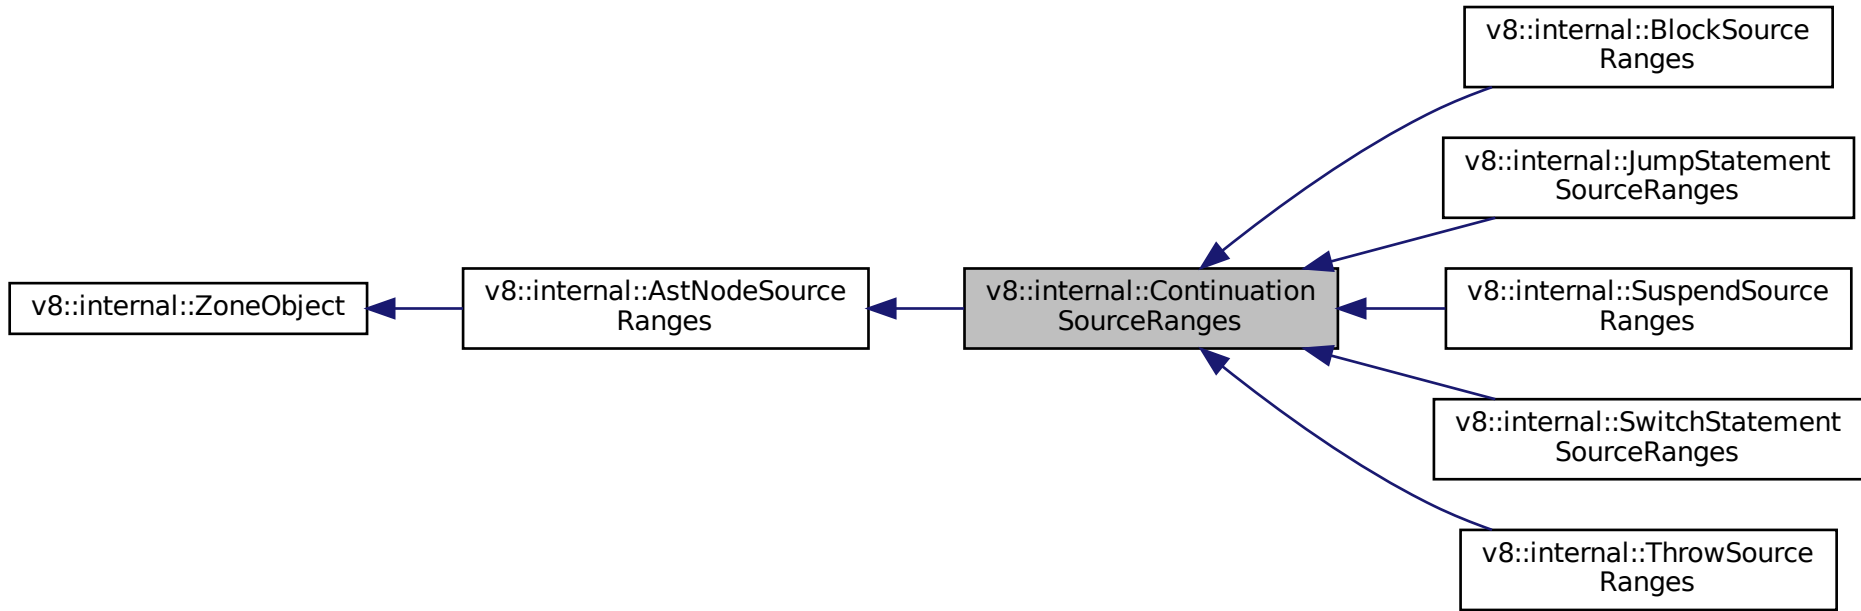 v8::internal::ZoneObject
v8::internal::AstNodeSource
Ranges
v8::internal::Continuation
SourceRanges
v8::internal::BlockSource
Ranges
v8::internal::JumpStatement
SourceRanges
v8::internal::SuspendSource
Ranges
v8::internal::SwitchStatement
SourceRanges
v8::internal::ThrowSource
Ranges